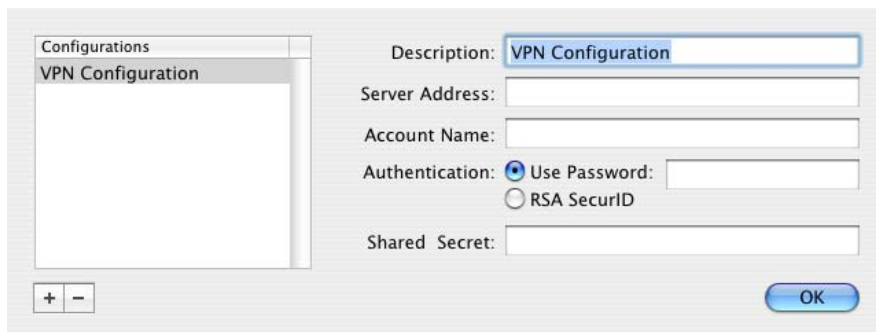 Configurations
VPN Configuration
Description: VPN Configuration
Server Address:
Account Name:
Authentication: Use Password:
RSA SecurID
Shared Secret:
+ −
OK